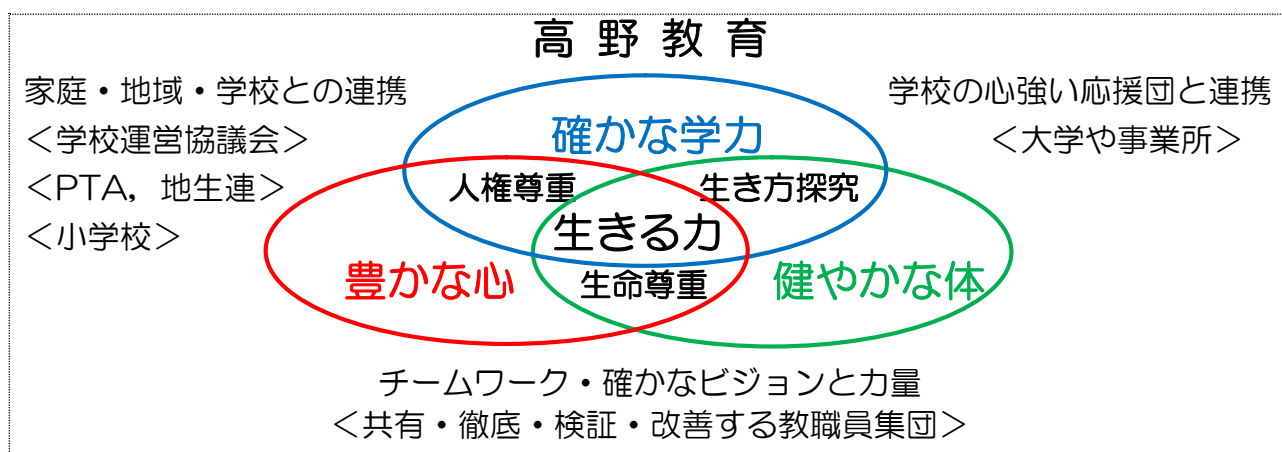 高 野 教 育
家庭・地域・学校との連携
<学校運営協議会>
<PTA，地生連>
<小学校>
学校の心強い応援団と連携
<大学や事業所>
確かな学力
人権尊重
生き方探究
生きる力
豊かな心
生命尊重
健やかな体
チームワーク・確かなビジョンと力量
<共有・徹底・検証・改善する教職員集団>